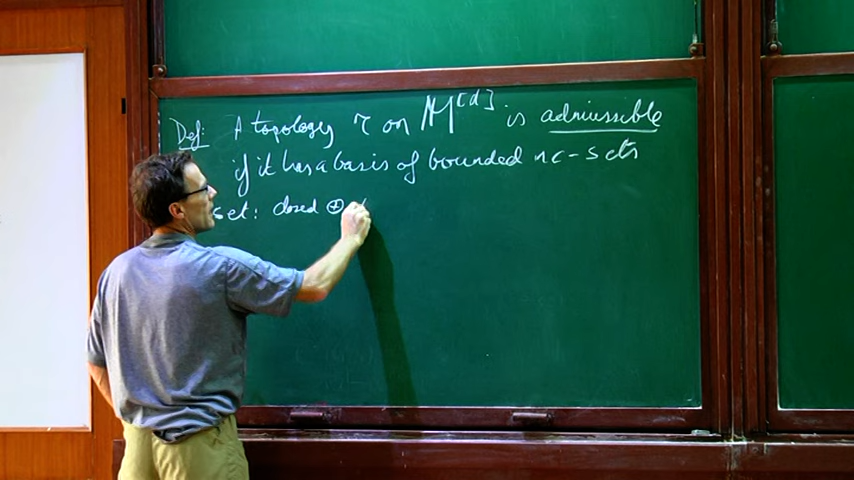 Def: A topology τ on M^[d] is admissible
if it has a basis of bounded nc-sets
set: closed ⊕